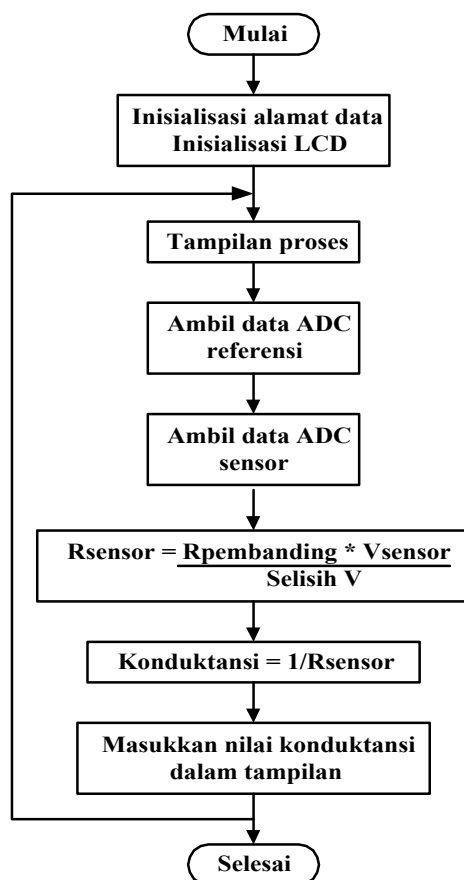 Mulai
Inisialisasi alamat data
Inisialisasi LCD
Tampilan proses
Ambil data ADC
referensi
Ambil data ADC
sensor
Rsensor = Rpembanding * Vsensor
Selisih V
Konduktansi = 1/Rsensor
Masukkan nilai konduktansi
dalam tampilan
Selesai